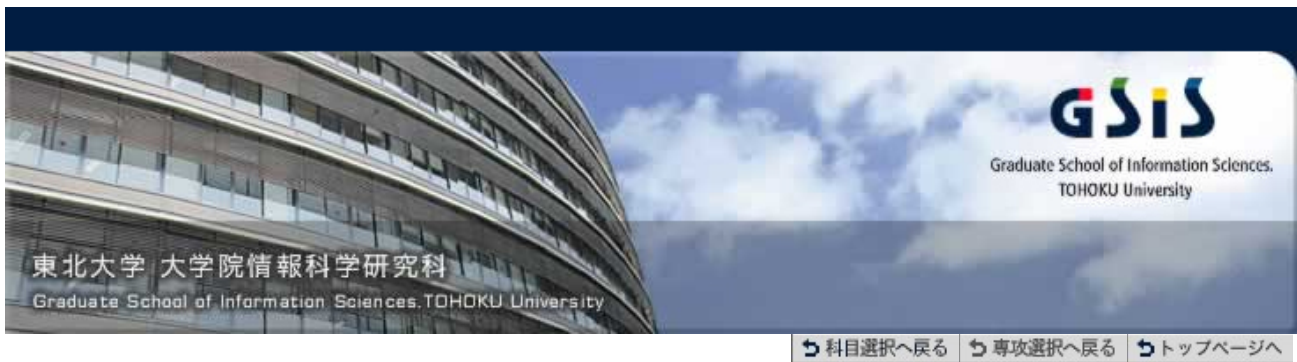 GSiS
Graduate School of Information Sciences.
TOHOKU University
東北大学 大学院情報科学研究科
Graduate School of Information Sciences.TOHOKU University
科目選択へ戻る 専攻選択へ戻る トップページへ